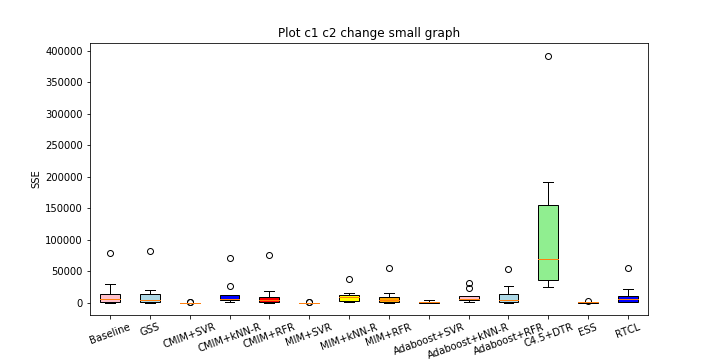 Plot c1 c2 change small graph
400000
350000
300000
250000
200000
150000
100000
50000
0
SSE
Baseline
GSS
CMIM+SVR
CMIM+kNN-R
CMIM+RFR
MIM+SVR
MIM+kNN-R
MIM+RFR
Adaboost+SVR
Adaboost+kNN-R
Adaboost+RFR
C4.5+DTR
ESS
RTCL